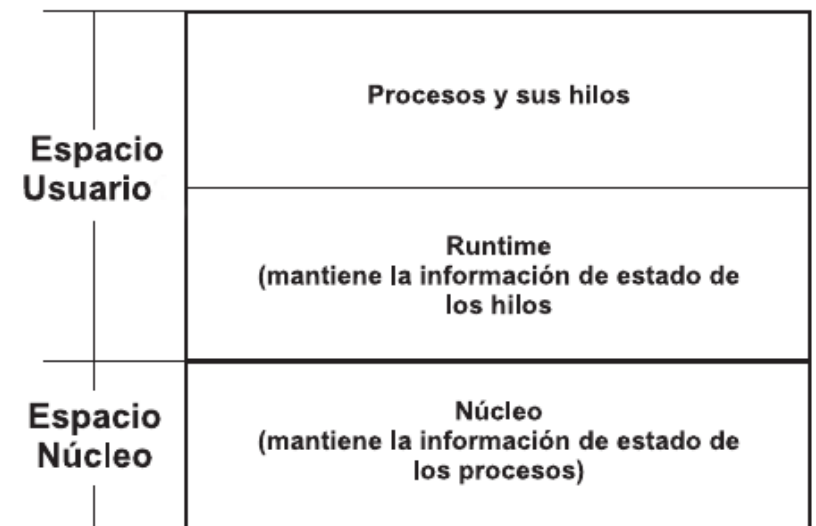 Procesos y sus hilos
Espacio
Usuario
Runtime
(mantiene la información de estado de
los hilos
Espacio
Núcleo
Núcleo
(mantiene la información de estado de
los procesos)